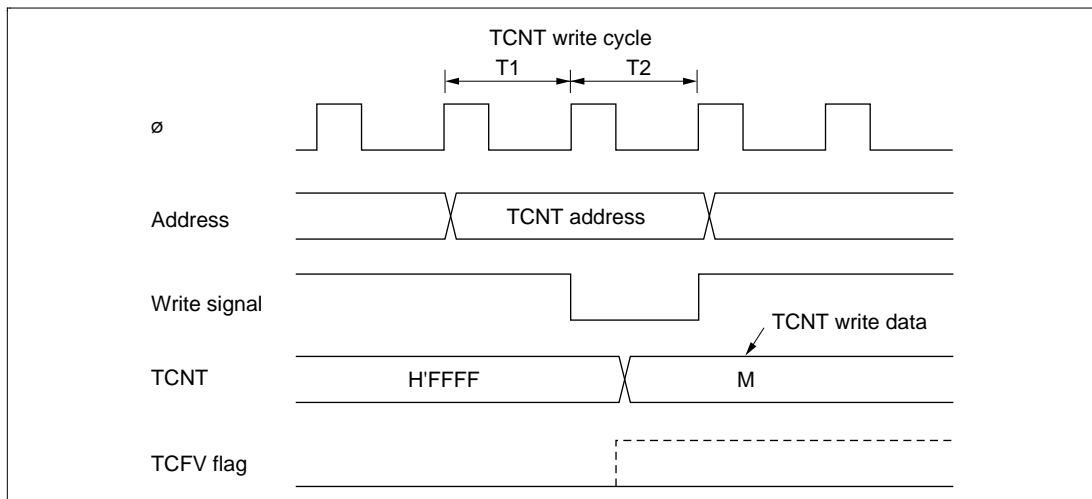 TCNT write cycle
T1 T2
ø
Address TCNT address
Write signal
TCNT write data
TCNT H'FFFF M
TCFV flag